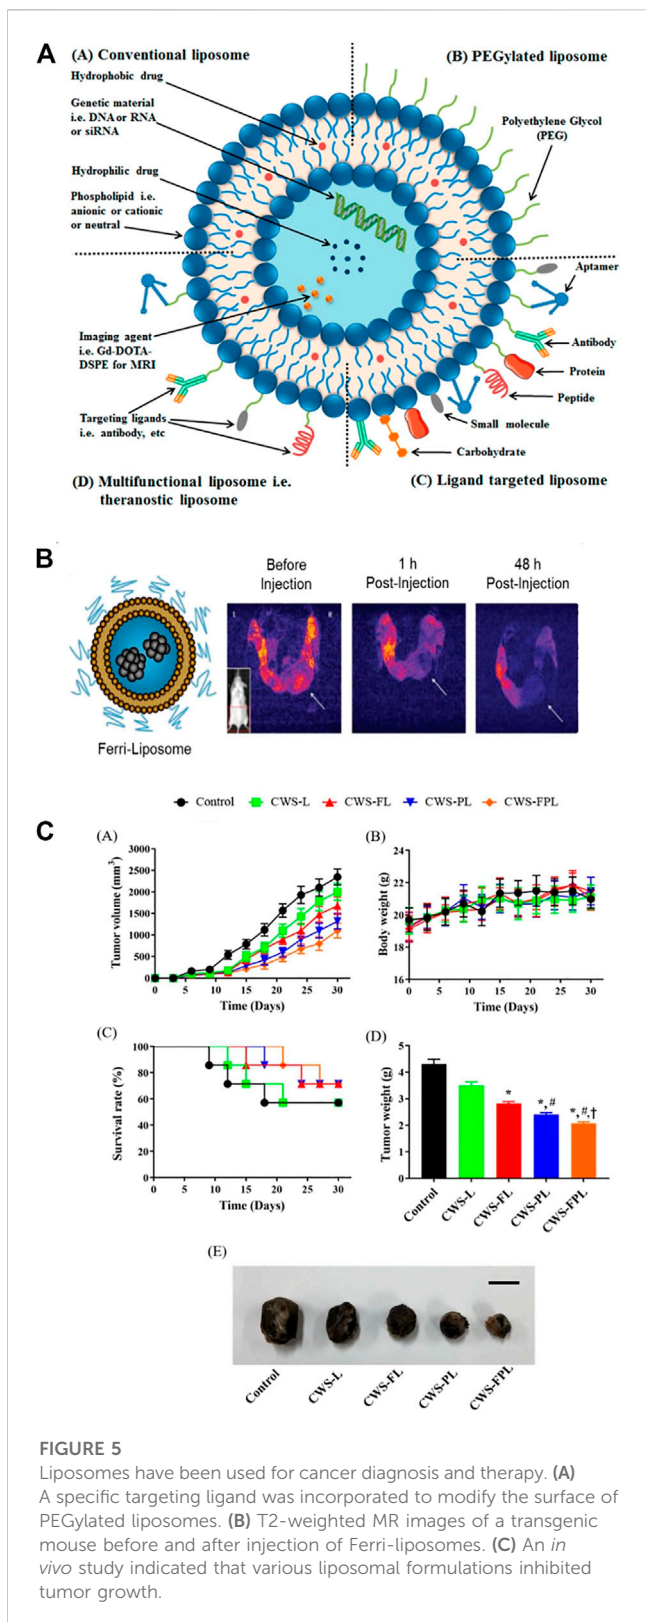 A
(A) Conventional liposome
(B) PEGylated liposome
Hydrophobic drug
Genetic material
i.e. DNA or RNA
or siRNA
Hydrophilic drug
Phospholipid i.e.
anionic or cationic
or neutral
Polyethylene Glycol
(PEG)
Aptamer
Imaging agent
i.e. Gd-DOTA-
DSPE for MRI
Antibody
Protein
Peptide
Targeting ligands
i.e. antibody, etc
Small molecule
Carbohydrate
(D) Multifunctional liposome i.e.
theranostic liposome
(C) Ligand targeted liposome
B
Before
Injection
1 h
Post-Injection
48 h
Post-Injection
L
R
Ferri-Liposome
Control
CWS-L
CWS-FL
CWS-PL
CWS-FPL
C
(A)
Tumor volume (mm3)
3000
2500
2000
1500
1000
500
0
0 5 10 15 20 25 30
Time (Days)
(B)
Body weight (g)
22
20
18
16
0 5 10 15 20 25 30
Time (Days)
(C)
Survival rate (%)
100
80
60
40
20
0
0 5 10 15 20 25 30
Time (Days)
(D)
Tumor weight (g)
5
4
3
2
1
0
*
*, #
*, #, †
Control
CWS-L
CWS-FL
CWS-PL
CWS-FPL
(E)
Control
CWS-L
CWS-FL
CWS-PL
CWS-FPL
FIGURE 5
Liposomes have been used for cancer diagnosis and therapy. (A)
A specific targeting ligand was incorporated to modify the surface of
PEGylated liposomes. (B) T2-weighted MR images of a transgenic
mouse before and after injection of Ferri-liposomes. (C) An in
vivo study indicated that various liposomal formulations inhibited
tumor growth.